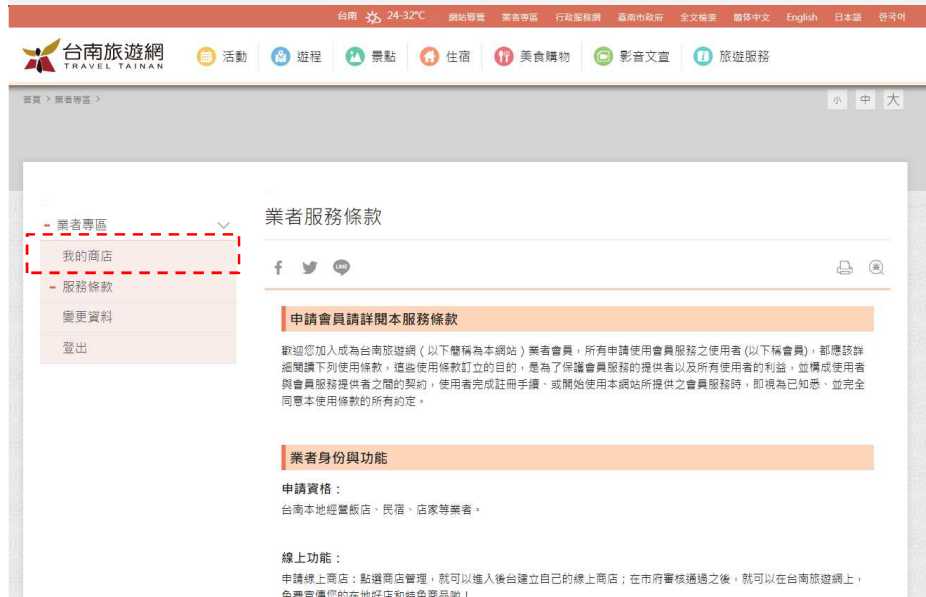 台南 24-32℃ 網站導覽 業者專區 行政服務網 臺南市政府 全文檢索 簡体中文 English 日本語 한국어
台南旅遊網
TRAVEL TAINAN
活動 遊程 景點 住宿 美食購物 影音文宣 旅遊服務
首頁 > 業者專區 >
小 中 大
業者專區
我的商店
服務條款
變更資料
登出
業者服務條款
LINE
申請會員請詳閱本服務條款
歡迎您加入成為台南旅遊網(以下簡稱為本網站)業者會員,所有申請使用會員服務之使用者(以下稱會員),都應該詳
細閱讀下列使用條款,這些使用條款訂立的目的,是為了保護會員服務的提供者以及所有使用者的利益,並構成使用者
與會員服務提供者之間的契約,使用者完成註冊手續、或開始使用本網站所提供之會員服務時,即視為已知悉、並完全
同意本使用條款的所有約定。
業者身份與功能
申請資格:
台南本地經營飯店、民宿、店家等業者。
線上功能:
申請線上商店:點選商店管理,就可以進入後台建立自己的線上商店;在市府審核通過之後,就可以在台南旅遊網上,
免費宣傳您的在地好店和特色商品喲!